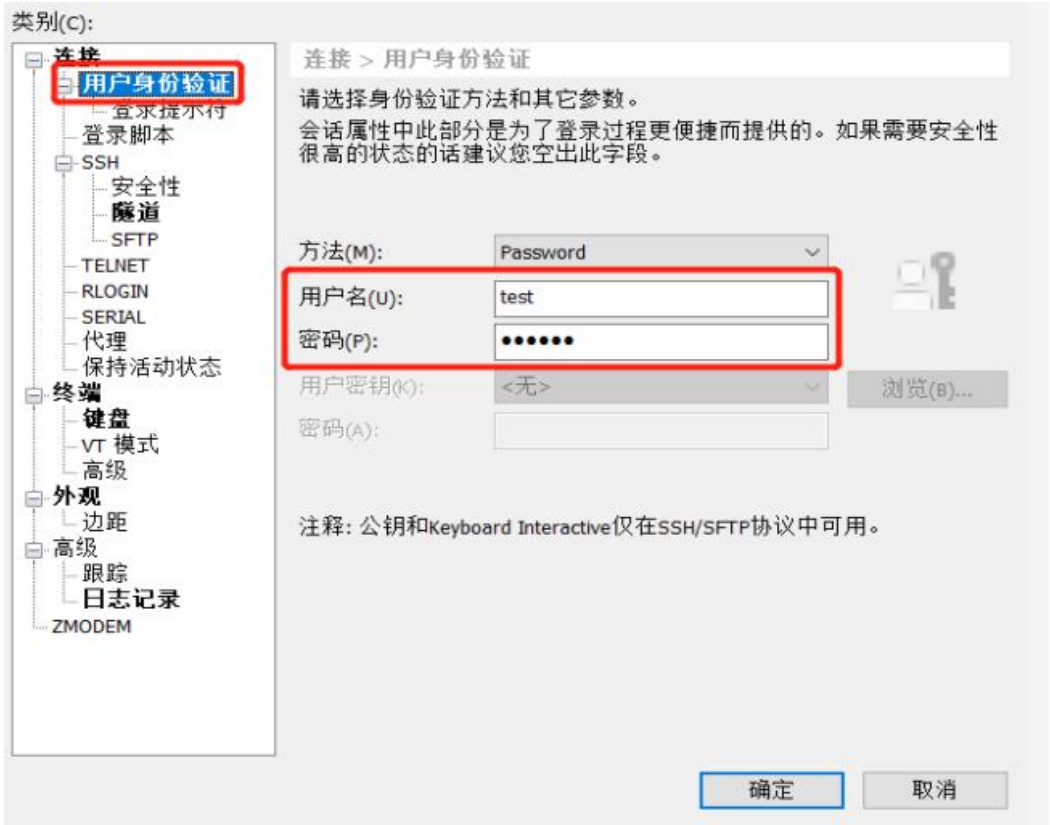 类别(C):
连接
用户身份验证
登录提示符
登录脚本
SSH
安全性
隧道
SFTP
TELNET
RLOGIN
SERIAL
代理
保持活动状态
终端
键盘
VT 模式
高级
外观
边距
高级
跟踪
日志记录
ZMODEM
连接 > 用户身份验证
请选择身份验证方法和其它参数。
会话属性中此部分是为了登录过程更便捷而提供的。如果需要安全性
很高的状态的话建议您空出此字段。
方法(M): Password
用户名(U): test
密码(P): ●●●●●●
用户密钥(K): <无> 浏览(B)...
密码(A):
注释: 公钥和Keyboard Interactive仅在SSH/SFTP协议中可用。
确定 取消